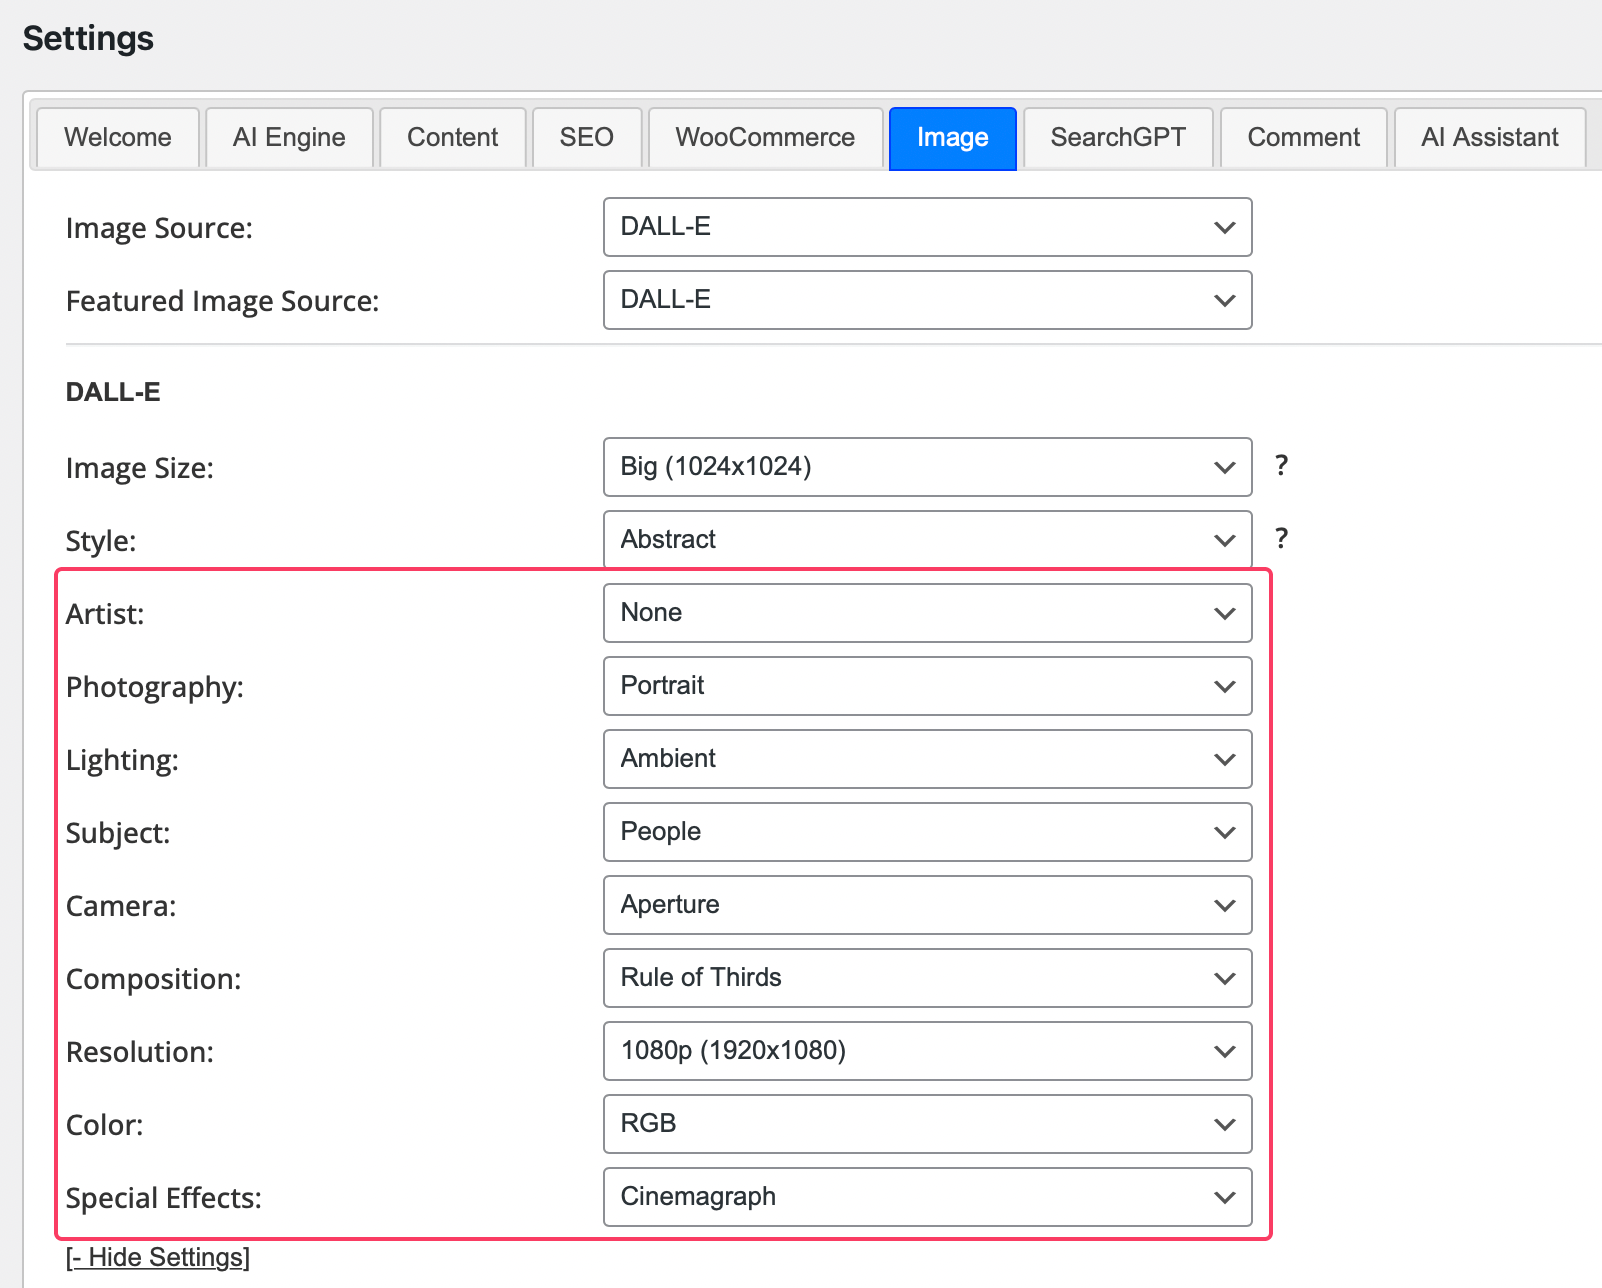 Settings
Welcome AI Engine Content SEO WooCommerce Image SearchGPT Comment AI Assistant
Image Source: DALL-E
Featured Image Source: DALL-E
DALL-E
Image Size: Big (1024x1024) ?
Style: Abstract ?
Artist: None
Photography: Portrait
Lighting: Ambient
Subject: People
Camera: Aperture
Composition: Rule of Thirds
Resolution: 1080p (1920x1080)
Color: RGB
Special Effects: Cinemagraph
[- Hide Settings]